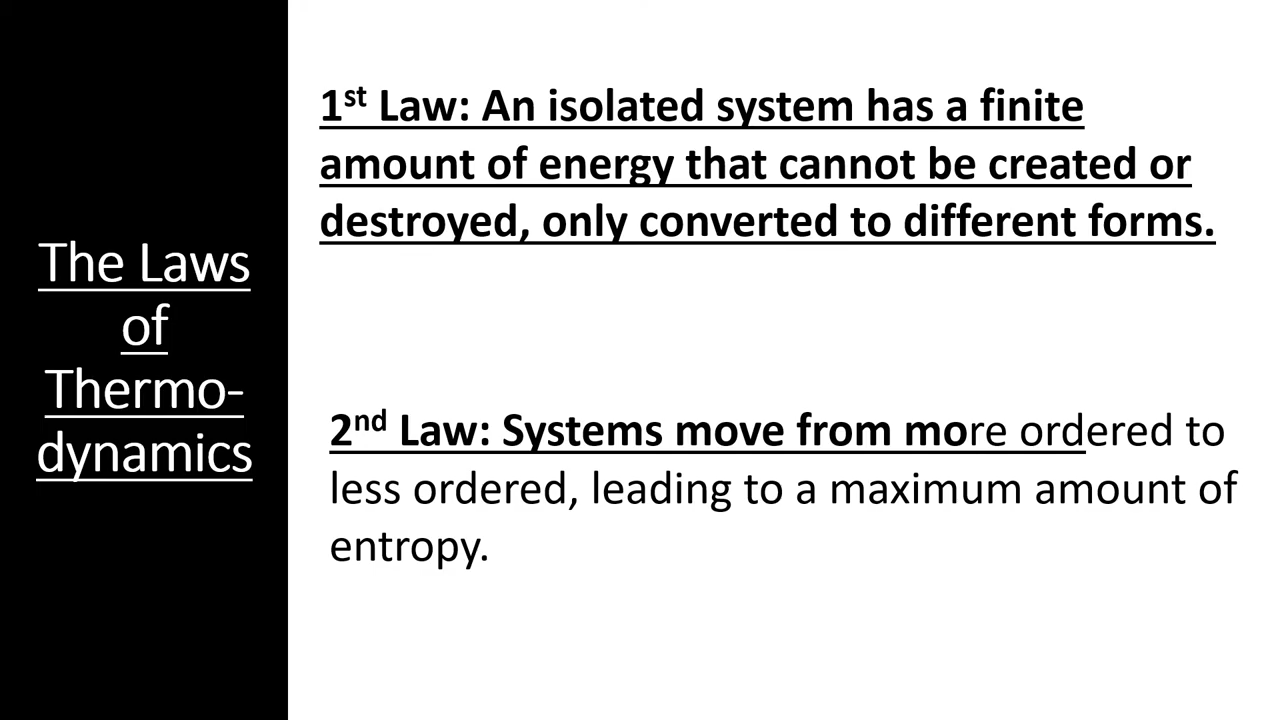 The Laws
of
Thermo-
dynamics
1st Law: An isolated system has a finite
amount of energy that cannot be created or
destroyed, only converted to different forms.
2nd Law: Systems move from more ordered to
less ordered, leading to a maximum amount of
entropy.